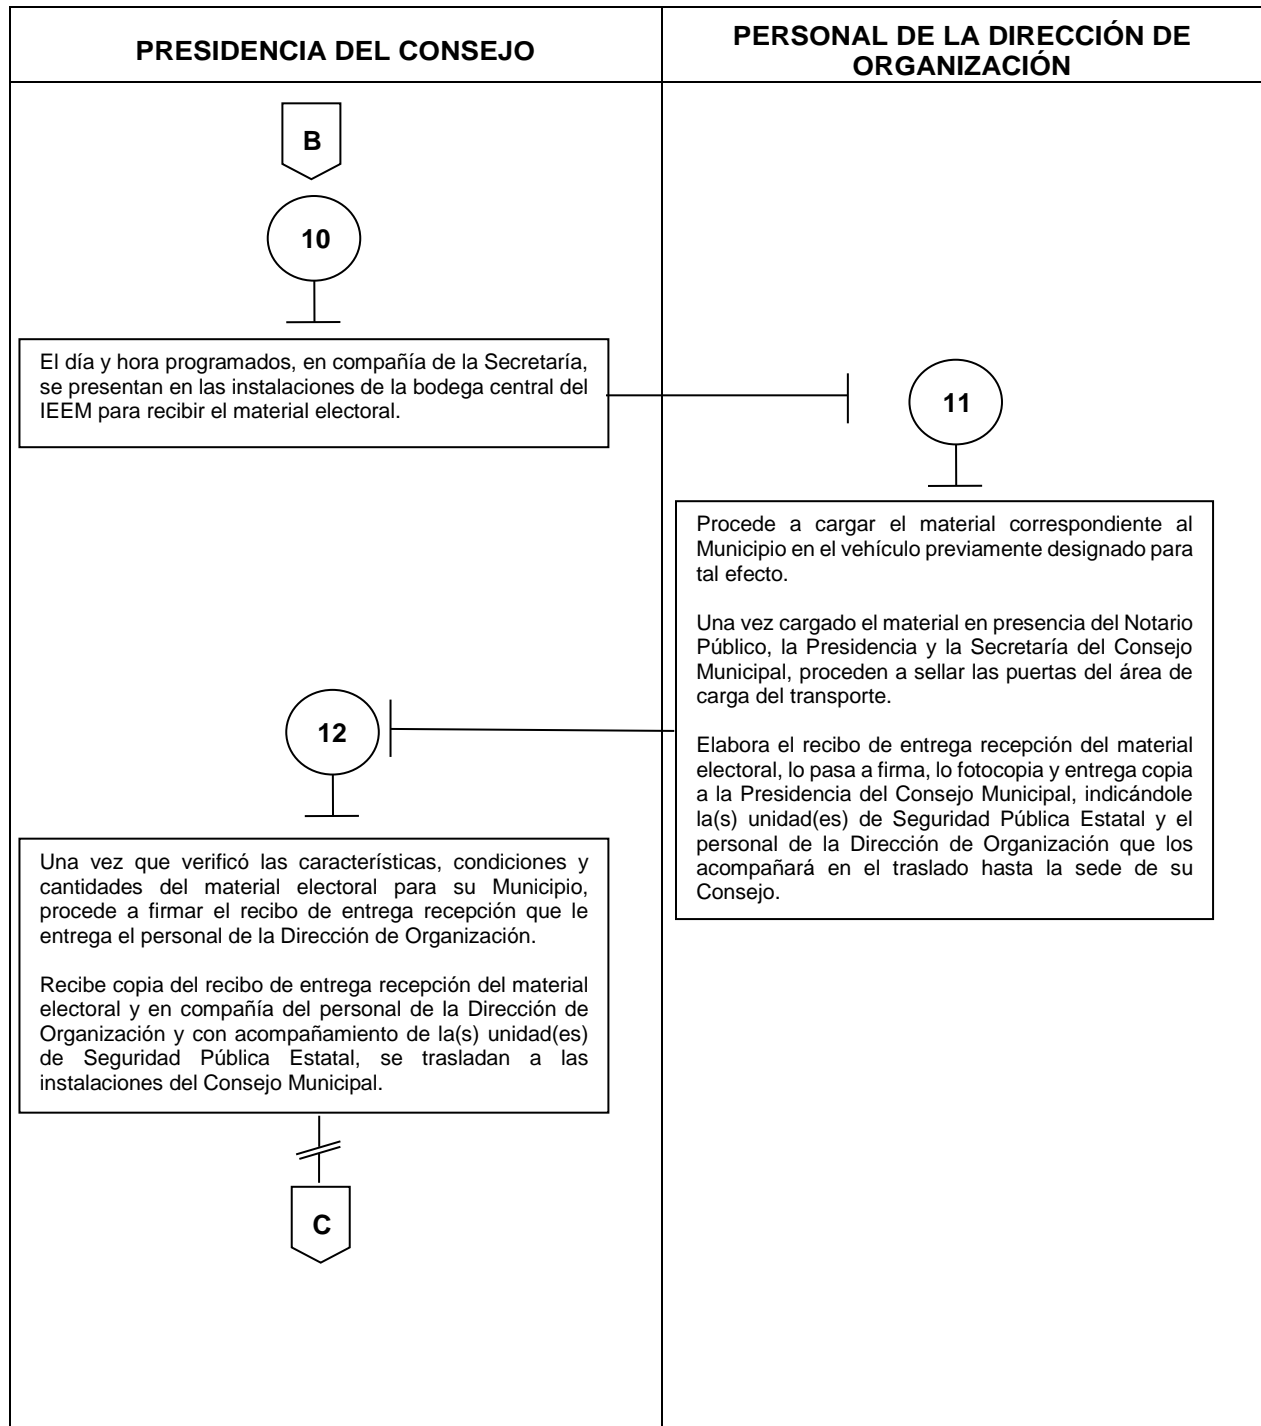 PRESIDENCIA DEL CONSEJO
PERSONAL DE LA DIRECCIÓN DE
ORGANIZACIÓN
B
10
El día y hora programados, en compañía de la Secretaría,
se presentan en las instalaciones de la bodega central del
IEEM para recibir el material electoral.
11
Procede a cargar el material correspondiente al
Municipio en el vehículo previamente designado para
tal efecto.
Una vez cargado el material en presencia del Notario
Público, la Presidencia y la Secretaría del Consejo
Municipal, proceden a sellar las puertas del área de
carga del transporte.
Elabora el recibo de entrega recepción del material
electoral, lo pasa a firma, lo fotocopia y entrega copia
a la Presidencia del Consejo Municipal, indicándole
la(s) unidad(es) de Seguridad Pública Estatal y el
personal de la Dirección de Organización que los
acompañará en el traslado hasta la sede de su
Consejo.
12
Una vez que verificó las características, condiciones y
cantidades del material electoral para su Municipio,
procede a firmar el recibo de entrega recepción que le
entrega el personal de la Dirección de Organización.
Recibe copia del recibo de entrega recepción del material
electoral y en compañía del personal de la Dirección de
Organización y con acompañamiento de la(s) unidad(es)
de Seguridad Pública Estatal, se trasladan a las
instalaciones del Consejo Municipal.
C